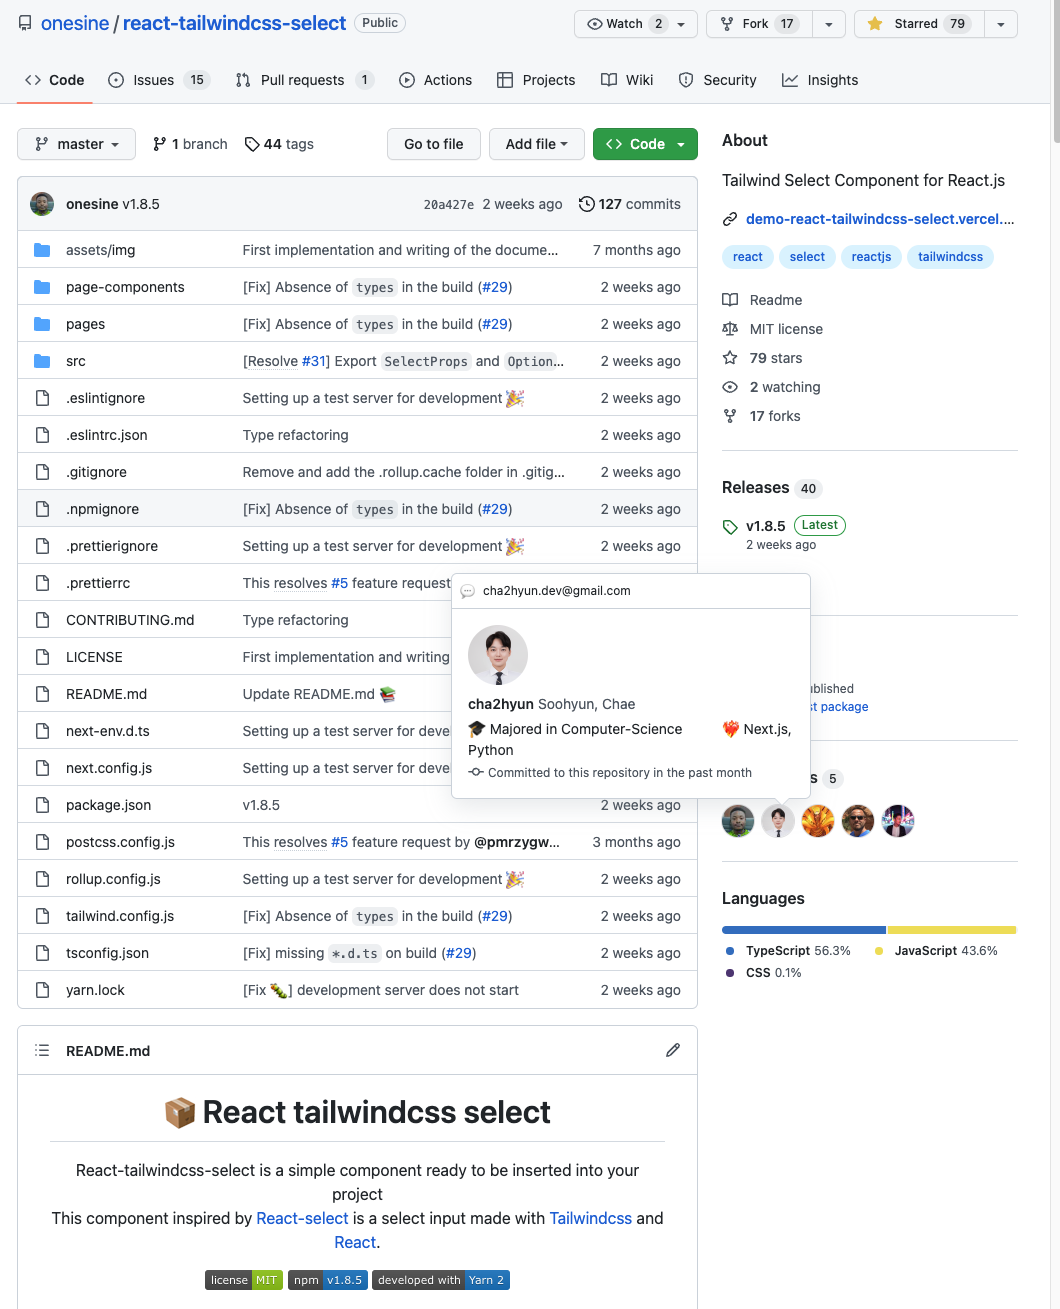 onesine / react-tailwindcss-select Public
Watch 2
Fork 17
Starred 79
Code
Issues 15
Pull requests 1
Actions
Projects
Wiki
Security
Insights
master
1 branch
44 tags
Go to file
Add file
Code
onesine v1.8.5 20a427e 2 weeks ago 127 commits
assets/img First implementation and writing of the docume... 7 months ago
page-components [Fix] Absence of types in the build (#29) 2 weeks ago
pages [Fix] Absence of types in the build (#29) 2 weeks ago
src [Resolve #31] Export SelectProps and Option... 2 weeks ago
.eslintignore Setting up a test server for development 🎉 2 weeks ago
.eslintrc.json Type refactoring 2 weeks ago
.gitignore Remove and add the .rollup.cache folder in .gitig... 2 weeks ago
.npmignore [Fix] Absence of types in the build (#29) 2 weeks ago
.prettierignore Setting up a test server for development 🎉 2 weeks ago
.prettierrc This resolves #5 feature request
CONTRIBUTING.md Type refactoring
LICENSE First implementation and writing
README.md Update README.md 📚
next-env.d.ts Setting up a test server for deve
next.config.js Setting up a test server for deve
package.json v1.8.5 2 weeks ago
postcss.config.js This resolves #5 feature request by @pmrzygw... 3 months ago
rollup.config.js Setting up a test server for development 🎉 2 weeks ago
tailwind.config.js [Fix] Absence of types in the build (#29) 2 weeks ago
tsconfig.json [Fix] missing *.d.ts on build (#29) 2 weeks ago
yarn.lock [Fix 🐛] development server does not start 2 weeks ago
README.md
📦 React tailwindcss select
React-tailwindcss-select is a simple component ready to be inserted into your
project
This component inspired by React-select is a select input made with Tailwindcss and
React.
license MIT npm v1.8.5 developed with Yarn 2
About
Tailwind Select Component for React.js
demo-react-tailwindcss-select.vercel....
react select reactjs tailwindcss
Readme
MIT license
79 stars
2 watching
17 forks
Releases 40
v1.8.5 Latest
2 weeks ago
💬 cha2hyun.dev@gmail.com
cha2hyun Soohyun, Chae
🎓 Majored in Computer-Science ❤️‍🔥 Next.js,
Python
Committed to this repository in the past month
ublished
t package
s 5
Languages
TypeScript 56.3% JavaScript 43.6%
CSS 0.1%